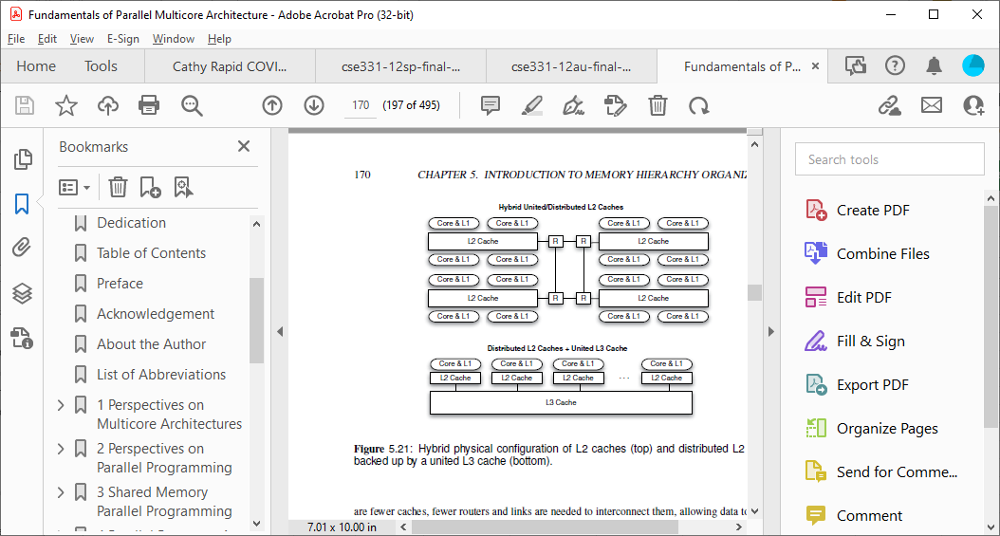 Fundamentals of Parallel Multicore Architecture - Adobe Acrobat Pro (32-bit)
File Edit View E-Sign Window Help
Home Tools Cathy Rapid COVI... cse331-12sp-final-... cse331-12au-final-... Fundamentals of P... ×
170 (197 of 495)
Bookmarks
Dedication
Table of Contents
Preface
Acknowledgement
About the Author
List of Abbreviations
1 Perspectives on
Multicore Architectures
2 Perspectives on
Parallel Programming
3 Shared Memory
Parallel Programming
170 CHAPTER 5. INTRODUCTION TO MEMORY HIERARCHY ORGANI
Hybrid United/Distributed L2 Caches
Core & L1 Core & L1 Core & L1 Core & L1
L2 Cache R R L2 Cache
Core & L1 Core & L1 Core & L1 Core & L1
Core & L1 Core & L1 Core & L1 Core & L1
L2 Cache R R L2 Cache
Core & L1 Core & L1 Core & L1 Core & L1
Distributed L2 Caches + United L3 Cache
Core & L1 Core & L1 Core & L1 Core & L1
L2 Cache L2 Cache L2 Cache ... L2 Cache
L3 Cache
Figure 5.21: Hybrid physical configuration of L2 caches (top) and distributed L2
backed up by a united L3 cache (bottom).
are fewer caches, fewer routers and links are needed to interconnect them, allowing data to
7.01 x 10.00 in
Search tools
Create PDF
Combine Files
Edit PDF
Fill & Sign
Export PDF
Organize Pages
Send for Comme...
Comment